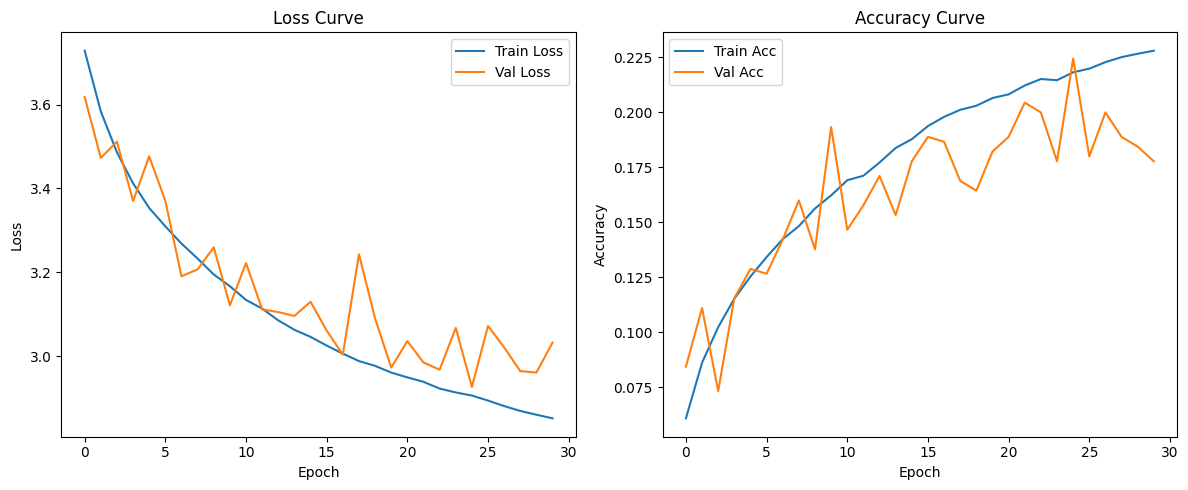 Loss Curve
Train Loss
Val Loss
Loss
3.6
3.4
3.2
3.0
0 5 10 15 20 25 30
Epoch
Accuracy Curve
Train Acc
Val Acc
Accuracy
0.225
0.200
0.175
0.150
0.125
0.100
0.075
0 5 10 15 20 25 30
Epoch